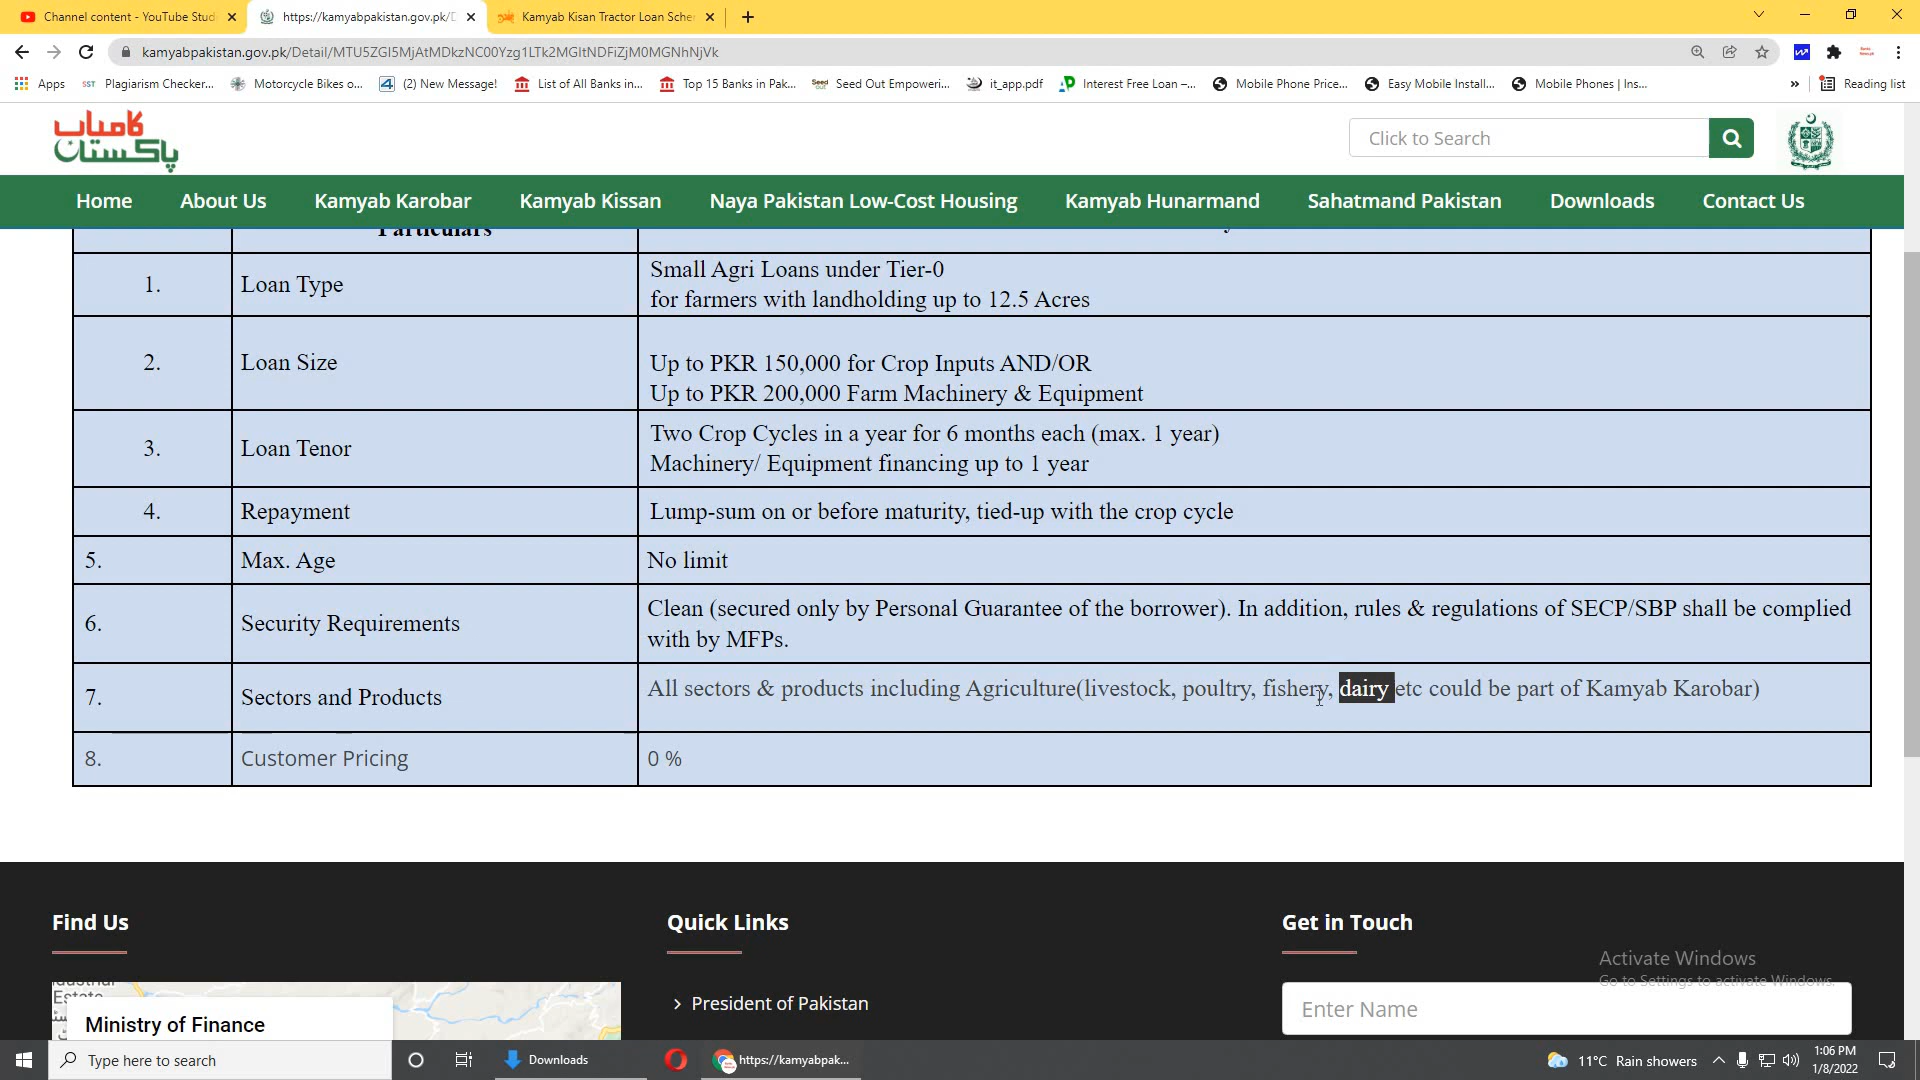 Channel content - YouTube Stud
https://kamyabpakistan.gov.pk/D
Kamyab Kisan Tractor Loan Scher
kamyabpakistan.gov.pk/Detail/MTU5ZGI5MjAtMDkzNC00Yzg1LTk2MGItNDFiZjM0MGNhNjVk
Apps
Plagiarism Checker...
Motorcycle Bikes o...
(2) New Message!
List of All Banks in...
Top 15 Banks in Pak...
Seed Out Empoweri...
it_app.pdf
Interest Free Loan –...
Mobile Phone Price...
Easy Mobile Install...
Mobile Phones | Ins...
»
Reading list
کامیاب
پاکستان
Click to Search
Home
About Us
Kamyab Karobar
Kamyab Kissan
Naya Pakistan Low-Cost Housing
Kamyab Hunarmand
Sahatmand Pakistan
Downloads
Contact Us
Particulars
1.
Loan Type
Small Agri Loans under Tier-0
for farmers with landholding up to 12.5 Acres
2.
Loan Size
Up to PKR 150,000 for Crop Inputs AND/OR
Up to PKR 200,000 Farm Machinery & Equipment
3.
Loan Tenor
Two Crop Cycles in a year for 6 months each (max. 1 year)
Machinery/ Equipment financing up to 1 year
4.
Repayment
Lump-sum on or before maturity, tied-up with the crop cycle
5.
Max. Age
No limit
6.
Security Requirements
Clean (secured only by Personal Guarantee of the borrower). In addition, rules & regulations of SECP/SBP shall be complied
with by MFPs.
7.
Sectors and Products
All sectors & products including Agriculture(livestock, poultry, fishery, dairy etc could be part of Kamyab Karobar)
8.
Customer Pricing
0 %
Find Us
Quick Links
Get in Touch
Activate Windows
Go to Settings to activate Windows.
Estate
Ministry of Finance
President of Pakistan
Enter Name
Type here to search
Downloads
https://kamyabpak...
11°C Rain showers
1:06 PM
1/8/2022